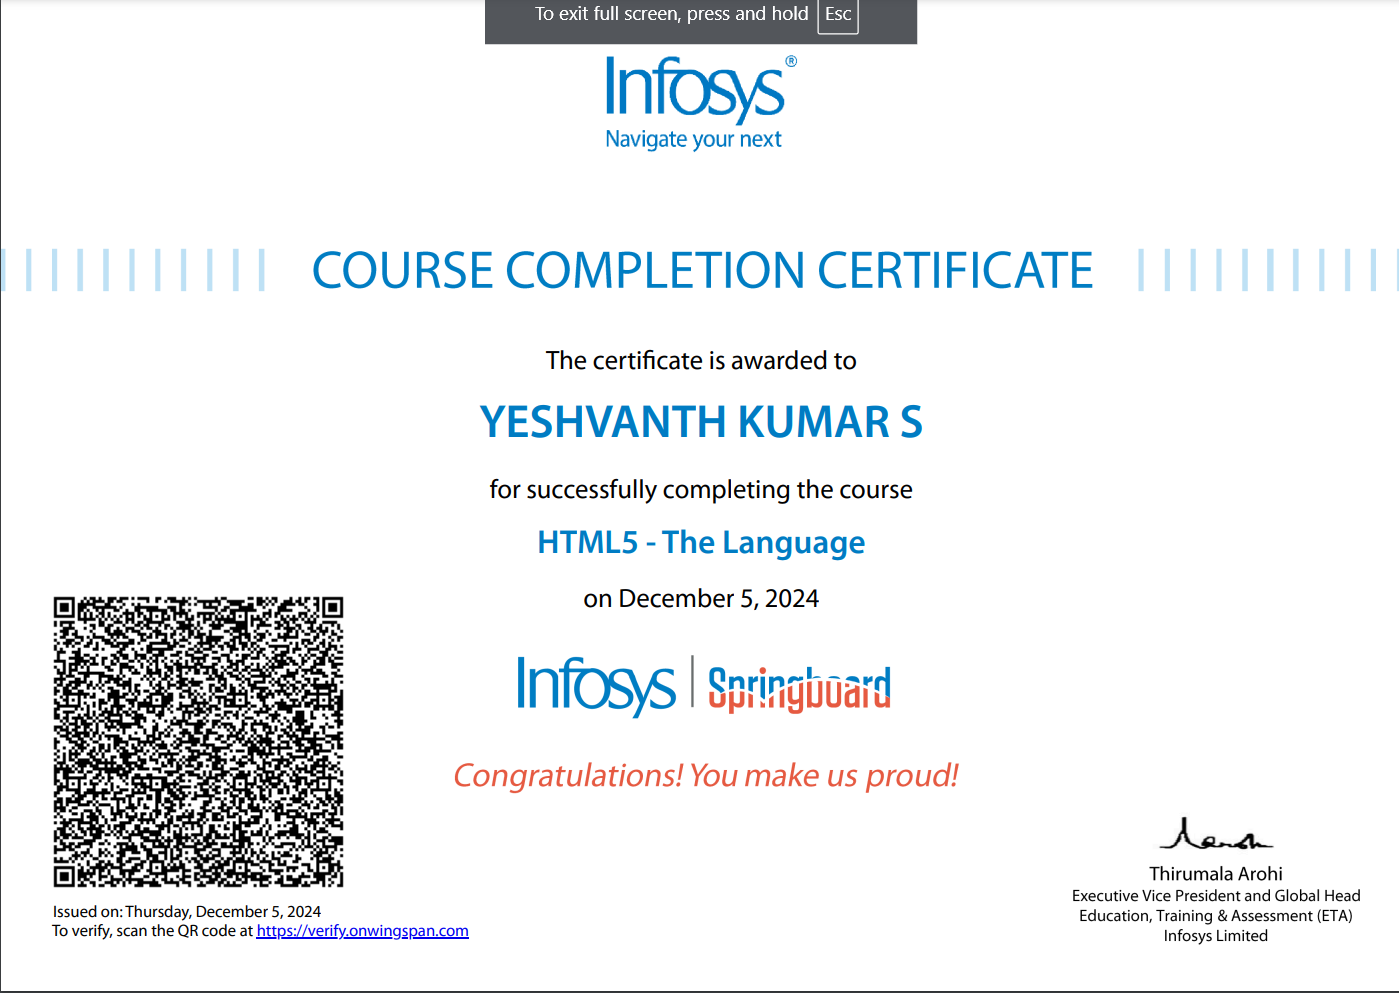 To exit full screen, press and hold Esc
Infosys®
Navigate your next
COURSE COMPLETION CERTIFICATE
The certificate is awarded to
YESHVANTH KUMAR S
for successfully completing the course
HTML5 - The Language
on December 5, 2024
Infosys | Springboard
Congratulations! You make us proud!
Issued on: Thursday, December 5, 2024
To verify, scan the QR code at https://verify.onwingspan.com
Thirumala Arohi
Executive Vice President and Global Head
Education, Training & Assessment (ETA)
Infosys Limited